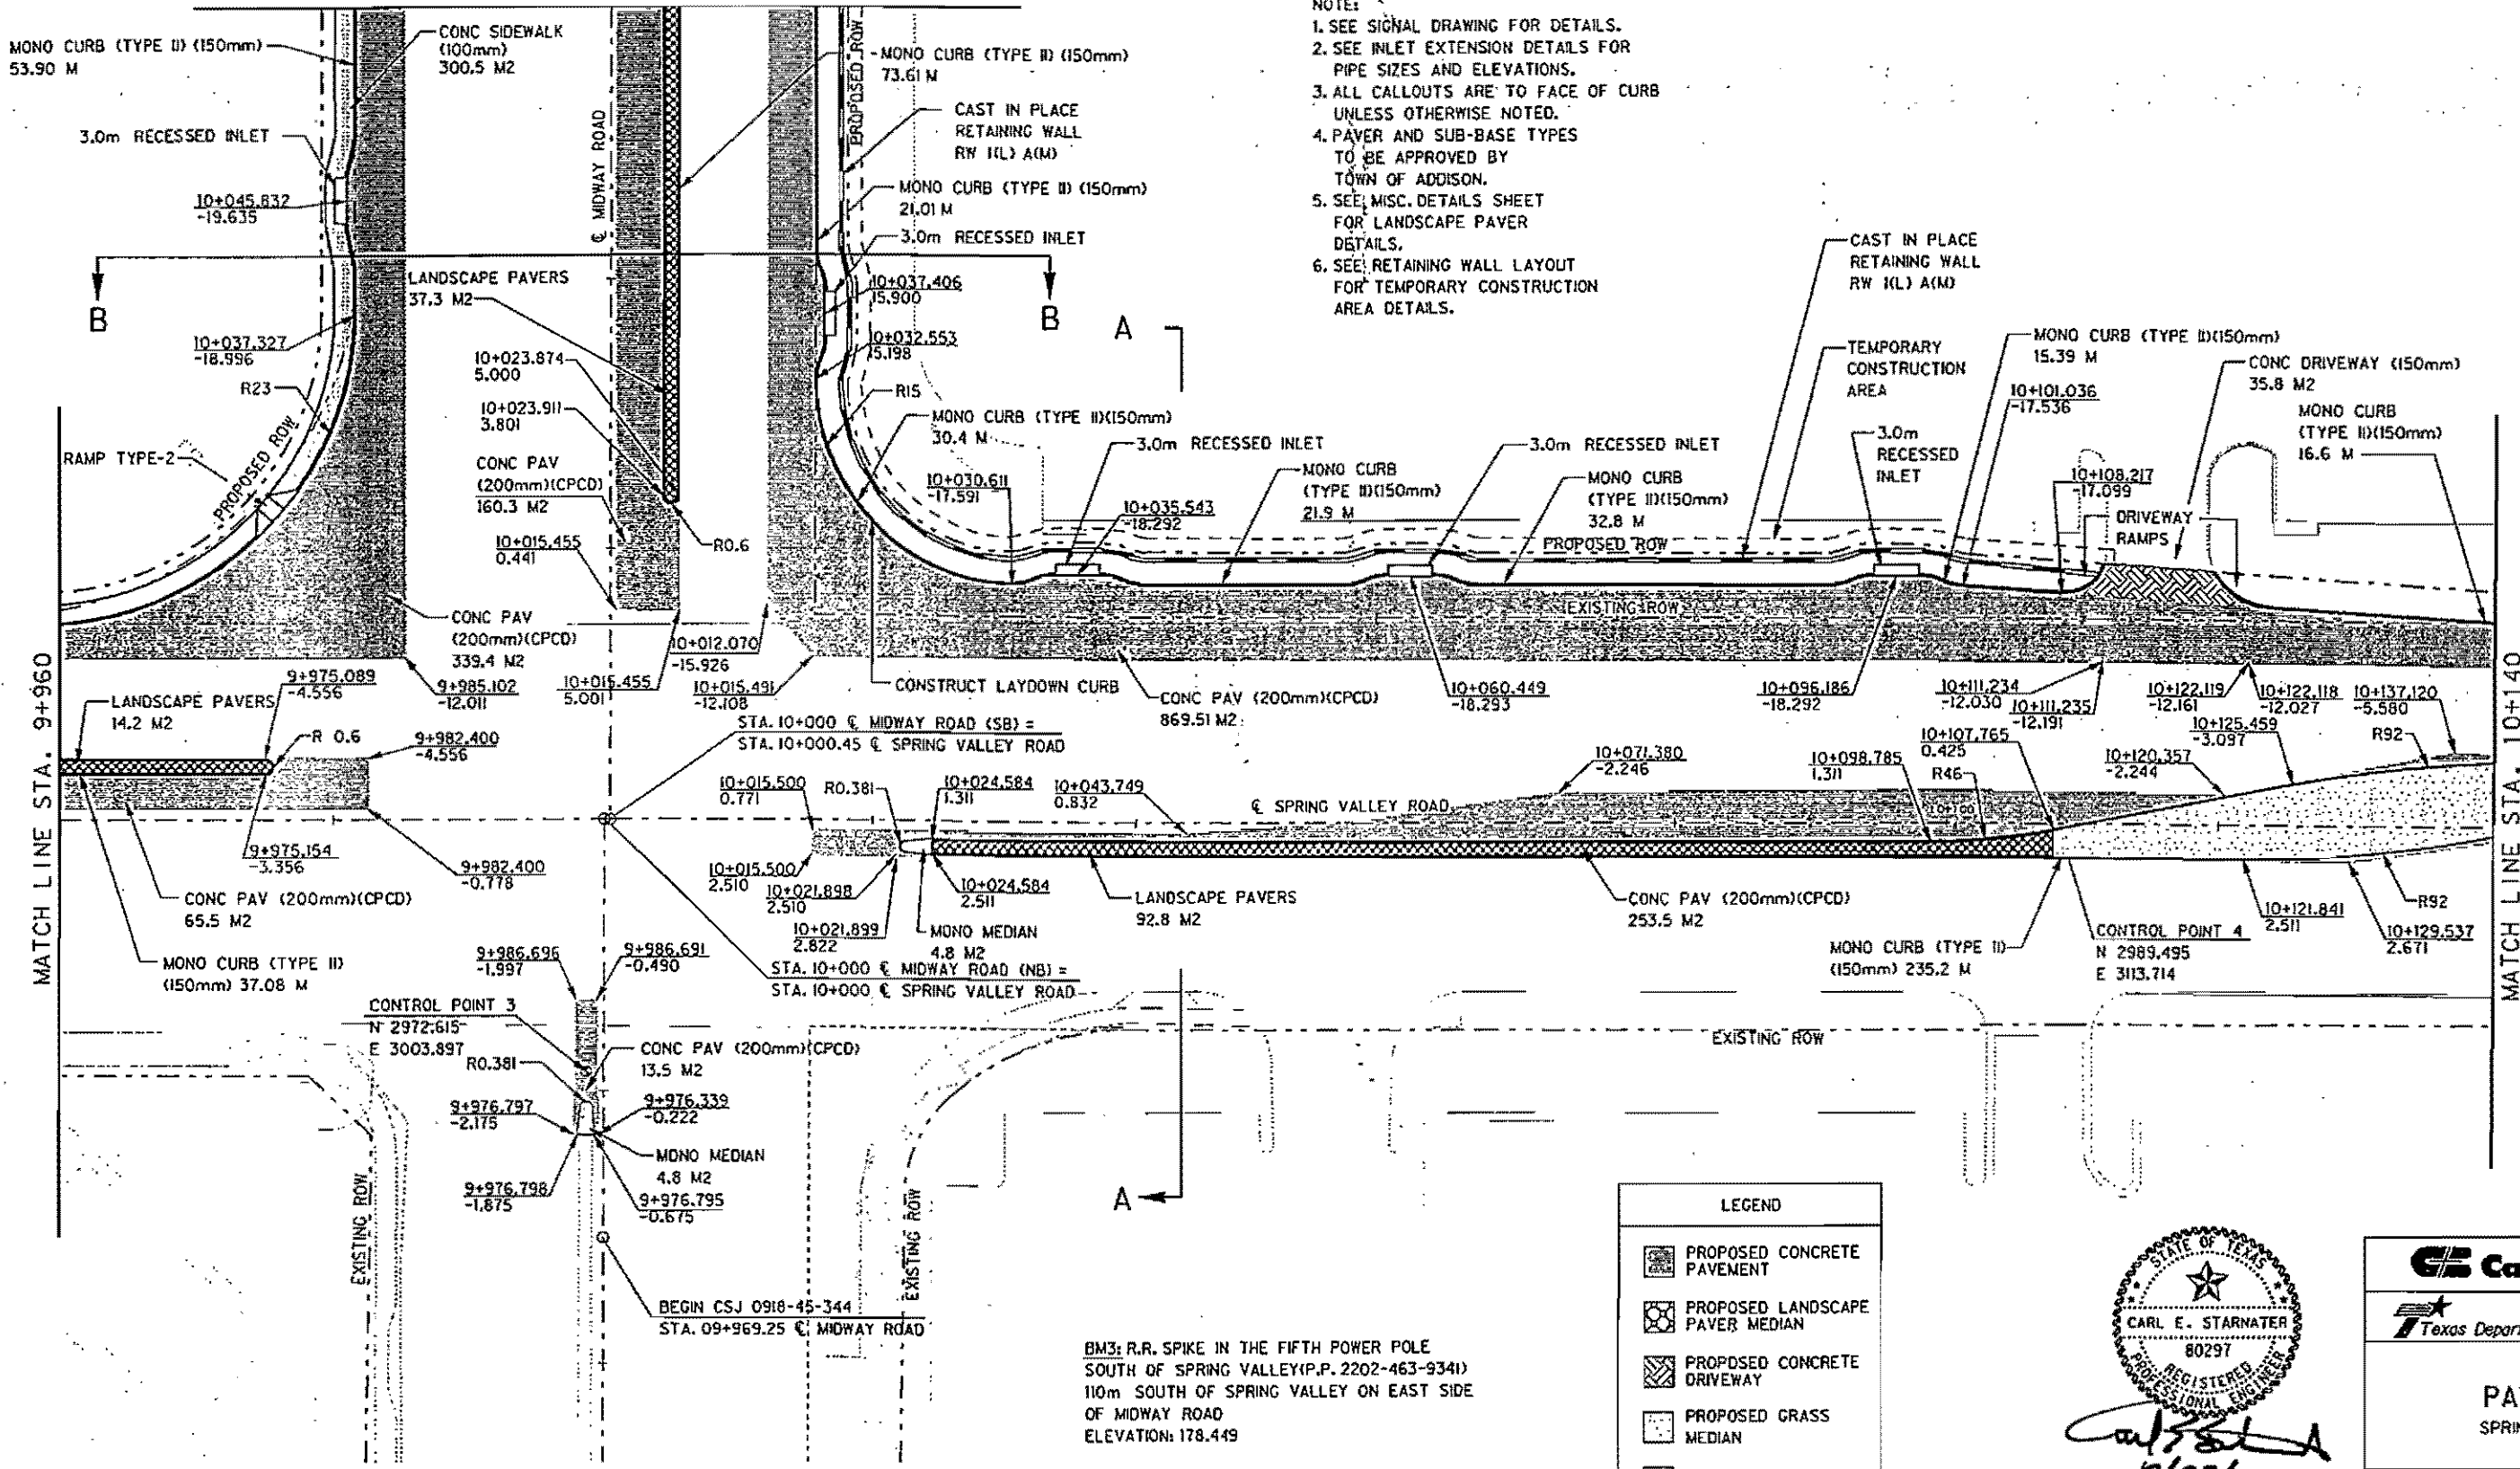 MONO CURB (TYPE II) (150mm)
53.90 M
CONC SIDEWALK
(100mm)
300.5 M2
3.0m RECESSED INLET
10+045.832
-19.635
B
10+037.327
-18.996
R23
RAMP TYPE-2
PROPOSED ROW
℄ MIDWAY ROAD
LANDSCAPE PAVERS
37.3 M2
10+023.874
5.000
10+023.911
3.801
CONC PAV
(200mm)(CPCD)
160.3 M2
10+015.455
0.441
R0.6
MONO CURB (TYPE II) (150mm)
73.61 M
PROPOSED ROW
CAST IN PLACE
RETAINING WALL
RW 1(L) A(M)
MONO CURB (TYPE II) (150mm)
21.01 M
3.0m RECESSED INLET
10+037.406
15.900
B
10+032.553
15.198
R15
MONO CURB (TYPE II)(150mm)
30.4 M
NOTE:
1. SEE SIGNAL DRAWING FOR DETAILS.
2. SEE INLET EXTENSION DETAILS FOR
PIPE SIZES AND ELEVATIONS.
3. ALL CALLOUTS ARE TO FACE OF CURB
UNLESS OTHERWISE NOTED.
4. PAVER AND SUB-BASE TYPES
TO BE APPROVED BY
TOWN OF ADDISON.
5. SEE MISC. DETAILS SHEET
FOR LANDSCAPE PAVER
DETAILS.
6. SEE RETAINING WALL LAYOUT
FOR TEMPORARY CONSTRUCTION
AREA DETAILS.
A
3.0m RECESSED INLET
10+030.611
-17.591
10+035.543
-18.292
MONO CURB
(TYPE II)(150mm)
21.9 M
3.0m RECESSED INLET
MONO CURB
(TYPE II)(150mm)
32.8 M
PROPOSED ROW
CAST IN PLACE
RETAINING WALL
RW 1(L) A(M)
TEMPORARY
CONSTRUCTION
AREA
3.0m
RECESSED
INLET
MONO CURB (TYPE II)(150mm)
15.39 M
10+101.036
-17.536
CONC DRIVEWAY (150mm)
35.8 M2
MONO CURB
(TYPE II)(150mm)
16.6 M
10+108.217
-17.099
DRIVEWAY
RAMPS
EXISTING ROW
MATCH LINE STA. 9+960
CONC PAV
(200mm)(CPCD)
339.4 M2
9+985.102
-12.011
10+015.455
5.001
10+012.070
-15.926
10+015.491
-12.108
CONSTRUCT LAYDOWN CURB
CONC PAV (200mm)(CPCD)
869.51 M2
10+060.449
-18.293
10+096.186
-18.292
10+111.234
-12.030
10+111.235
-12.191
10+122.119
-12.161
10+122.118
-12.027
10+137.120
-5.580
LANDSCAPE PAVERS
14.2 M2
9+975.089
-4.556
R 0.6
9+982.400
-4.556
STA. 10+000 ℄ MIDWAY ROAD (SB) =
STA. 10+000.45 ℄ SPRING VALLEY ROAD
10+015.500
0.771
R0.381
10+024.584
1.311
10+043.749
0.832
10+071.380
-2.246
℄ SPRING VALLEY ROAD
10+098.785
1.311
10+107.765
0.425
R46
10+100
10+120.357
-2.244
10+125.459
-3.097
R92
9+975.154
-3.356
9+982.400
-0.778
CONC PAV (200mm)(CPCD)
65.5 M2
MONO CURB (TYPE II)
(150mm) 37.08 M
10+015.500
2.510
10+021.898
2.510
10+021.899
2.822
10+024.584
2.511
MONO MEDIAN
4.8 M2
LANDSCAPE PAVERS
92.8 M2
CONC PAV (200mm)(CPCD)
253.5 M2
MONO CURB (TYPE II)
(150mm) 235.2 M
CONTROL POINT 4
N 2989.495
E 3113.714
10+121.841
2.511
10+129.537
2.671
R92
MATCH LINE STA. 10+140
9+986.696
-1.997
9+986.691
-0.490
STA. 10+000 ℄ MIDWAY ROAD (NB) =
STA. 10+000 ℄ SPRING VALLEY ROAD
CONTROL POINT 3
N 2972.615
E 3003.897
R0.381
CONC PAV (200mm)(CPCD)
13.5 M2
9+976.797
-2.175
9+976.339
-0.222
MONO MEDIAN
4.8 M2
9+976.798
-1.875
9+976.795
-0.675
EXISTING ROW
EXISTING ROW
EXISTING ROW
A
BEGIN CSJ 0918-45-344
STA. 09+969.25 ℄ MIDWAY ROAD
BM3: R.R. SPIKE IN THE FIFTH POWER POLE
SOUTH OF SPRING VALLEY(P.P. 2202-463-9341)
110m SOUTH OF SPRING VALLEY ON EAST SIDE
OF MIDWAY ROAD
ELEVATION: 178.449
LEGEND
PROPOSED CONCRETE
PAVEMENT
PROPOSED LANDSCAPE
PAVER MEDIAN
PROPOSED CONCRETE
DRIVEWAY
PROPOSED GRASS
MEDIAN
STATE OF TEXAS
CARL E. STARNATER
80297
REGISTERED
PROFESSIONAL ENGINEER
Ca
Texas Depar
PA
SPRIN